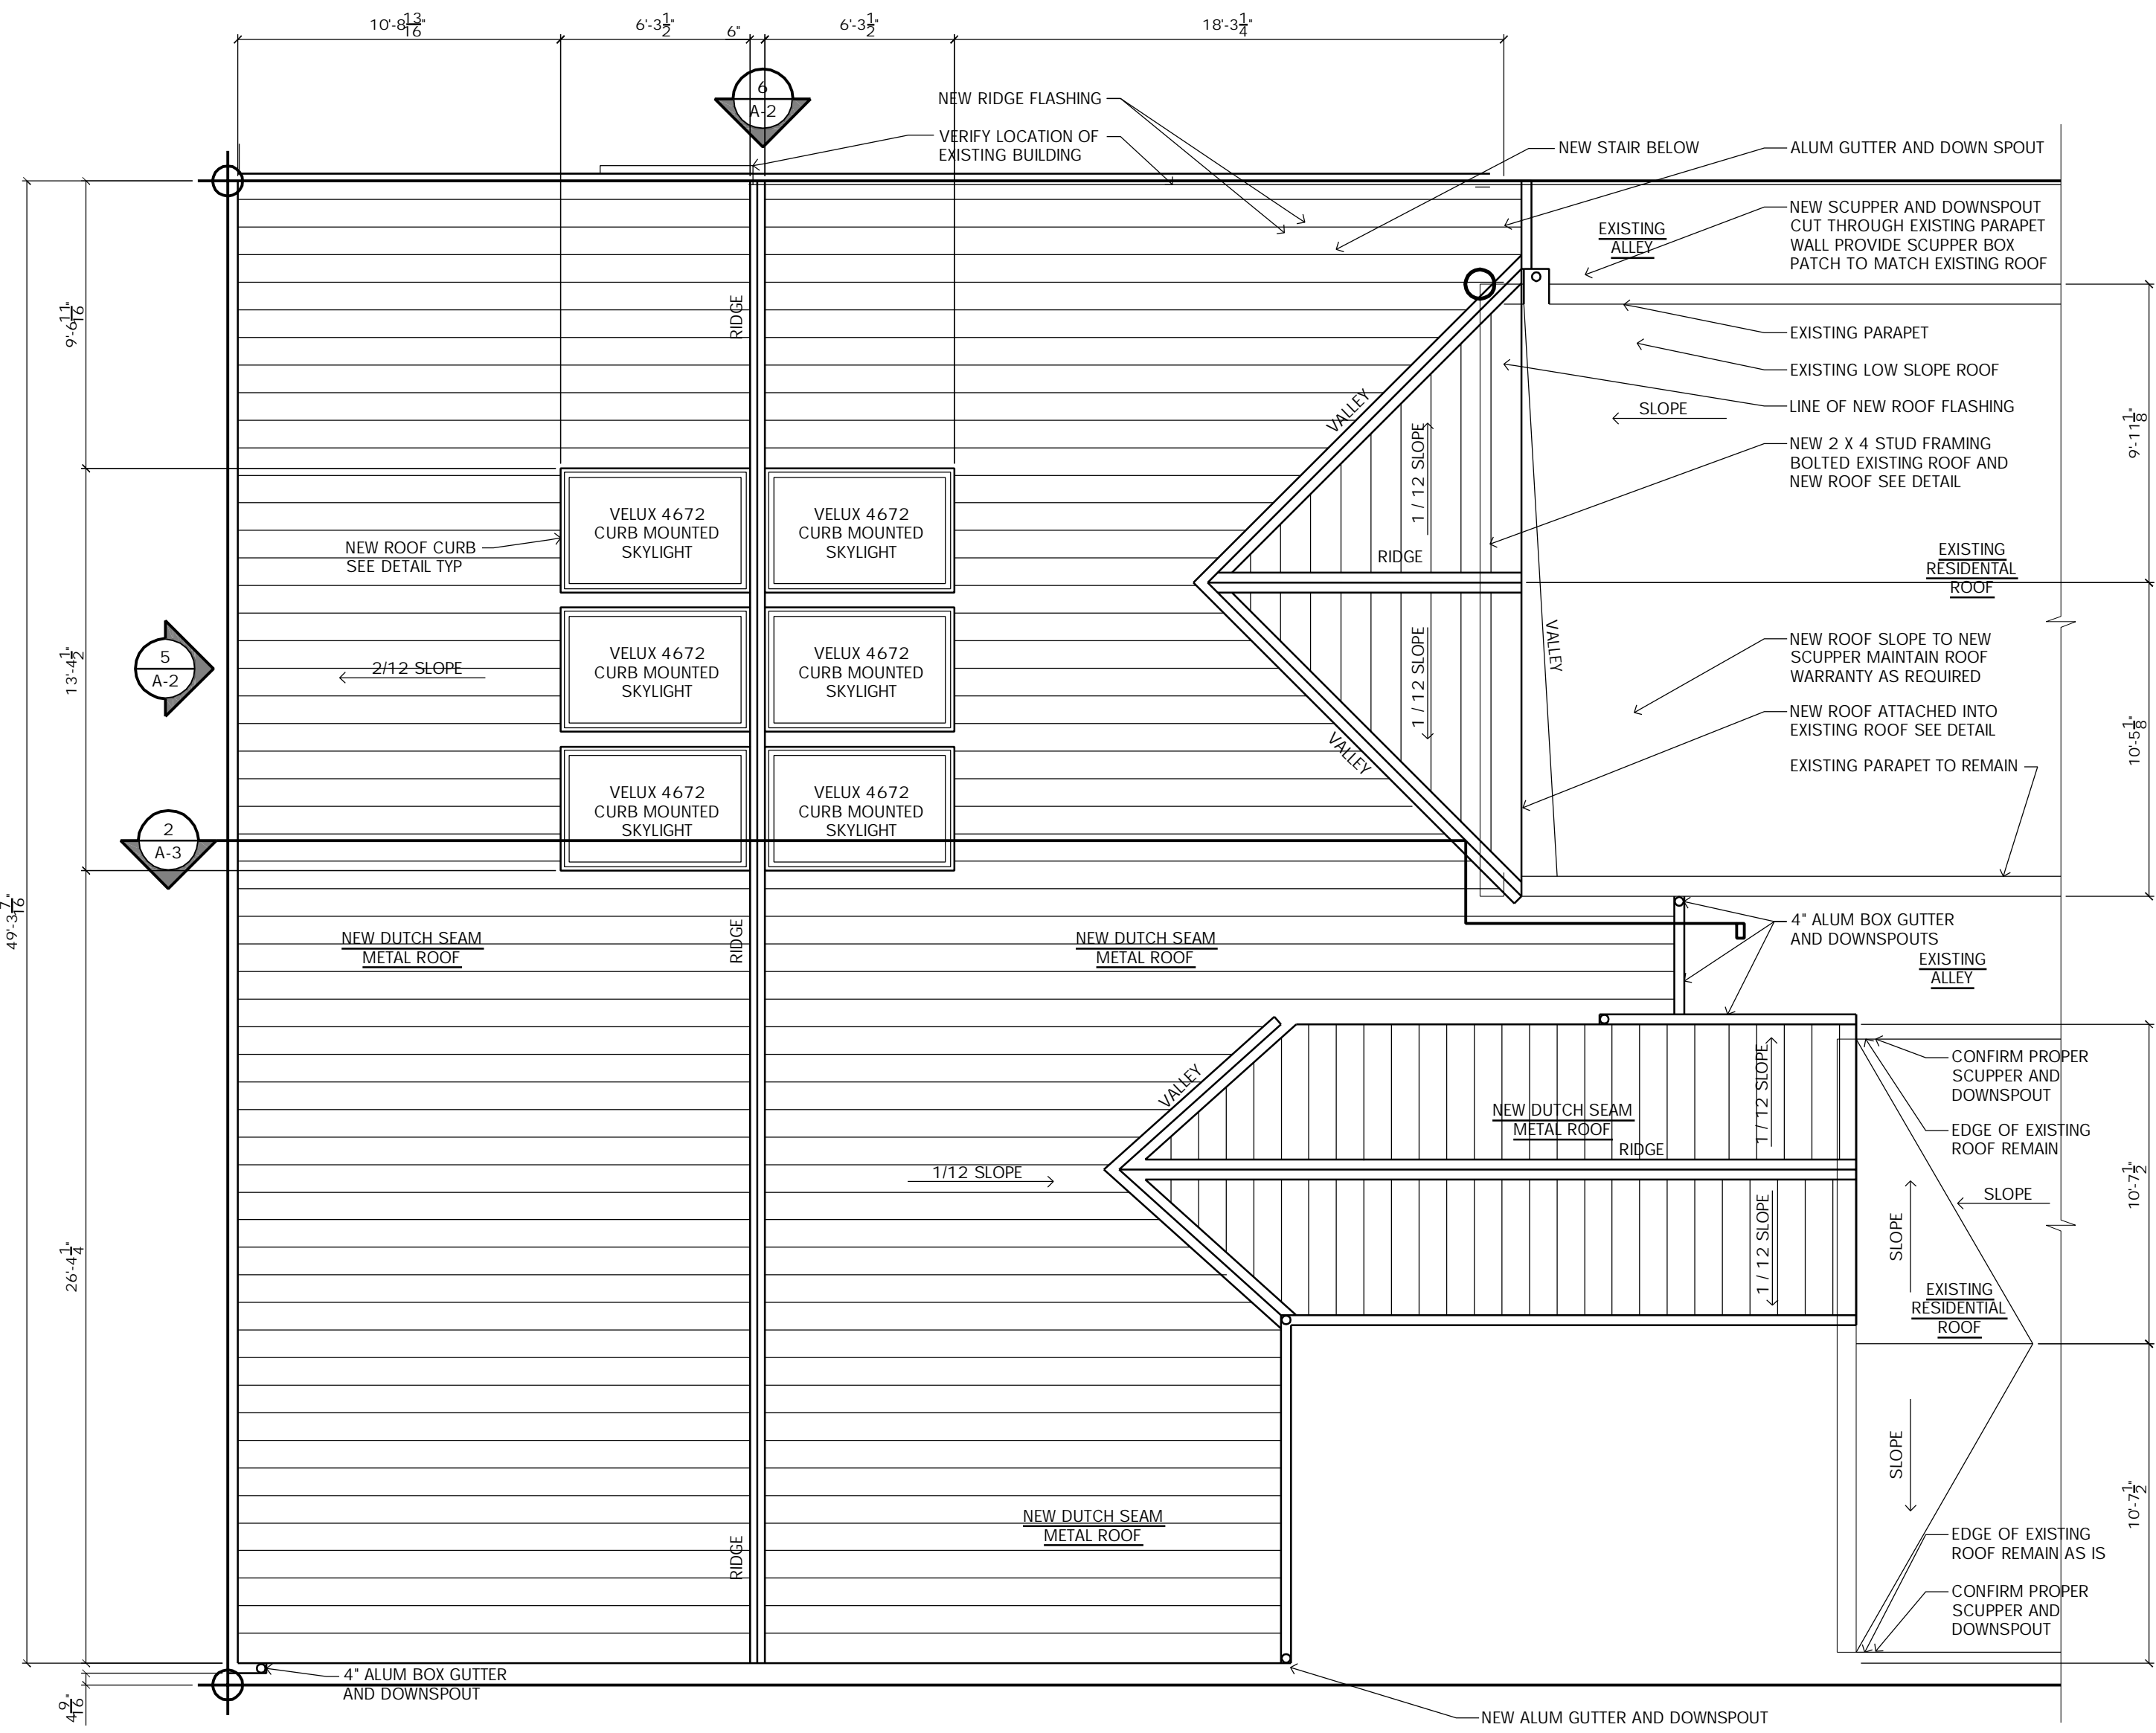 10'-8 13/16"
6'-3 1/2"
6"
6'-3 1/2"
18'-3 1/4"
6
A-2
NEW RIDGE FLASHING
VERIFY LOCATION OF
EXISTING BUILDING
NEW STAIR BELOW
ALUM GUTTER AND DOWN SPOUT
NEW SCUPPER AND DOWNSPOUT
CUT THROUGH EXISTING PARAPET
WALL PROVIDE SCUPPER BOX
PATCH TO MATCH EXISTING ROOF
EXISTING
ALLEY
9'-6 11/16"
RIDGE
EXISTING PARAPET
EXISTING LOW SLOPE ROOF
LINE OF NEW ROOF FLASHING
SLOPE
VALLEY
9'-11 1/8"
NEW 2 X 4 STUD FRAMING
BOLTED EXISTING ROOF AND
NEW ROOF SEE DETAIL
1 / 12 SLOPE
VELUX 4672
CURB MOUNTED
SKYLIGHT
VELUX 4672
CURB MOUNTED
SKYLIGHT
NEW ROOF CURB
SEE DETAIL TYP
RIDGE
EXISTING
RESIDENTAL
ROOF
5
A-2
13'-4 1/2"
2/12 SLOPE
VELUX 4672
CURB MOUNTED
SKYLIGHT
VELUX 4672
CURB MOUNTED
SKYLIGHT
1 / 12 SLOPE
VALLEY
NEW ROOF SLOPE TO NEW
SCUPPER MAINTAIN ROOF
WARRANTY AS REQUIRED
VALLEY
NEW ROOF ATTACHED INTO
EXISTING ROOF SEE DETAIL
10'-5 1/8"
EXISTING PARAPET TO REMAIN
VELUX 4672
CURB MOUNTED
SKYLIGHT
VELUX 4672
CURB MOUNTED
SKYLIGHT
2
A-3
49'-3 7/16"
NEW DUTCH SEAM
METAL ROOF
RIDGE
NEW DUTCH SEAM
METAL ROOF
4" ALUM BOX GUTTER
AND DOWNSPOUTS
EXISTING
ALLEY
VALLEY
1 / 12 SLOPE
CONFIRM PROPER
SCUPPER AND
DOWNSPOUT
NEW DUTCH SEAM
METAL ROOF
RIDGE
EDGE OF EXISTING
ROOF REMAIN
1/12 SLOPE
10'-7 1/2"
SLOPE
26'-4 1/4"
1 / 12 SLOPE
SLOPE
EXISTING
RESIDENTIAL
ROOF
SLOPE
10'-7 1/2"
NEW DUTCH SEAM
METAL ROOF
RIDGE
EDGE OF EXISTING
ROOF REMAIN AS IS
CONFIRM PROPER
SCUPPER AND
DOWNSPOUT
4" ALUM BOX GUTTER
AND DOWNSPOUT
4 9/16"
NEW ALUM GUTTER AND DOWNSPOUT